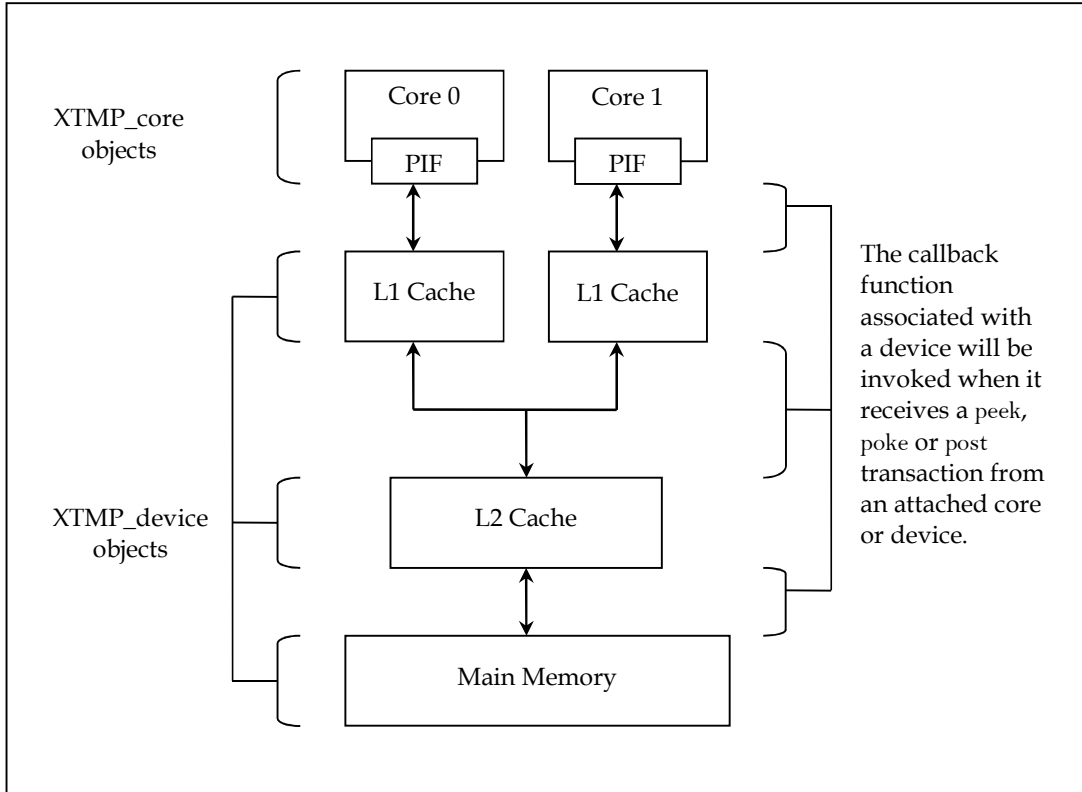 Core 0
Core 1
XTMP_core
objects
PIF
PIF
L1 Cache
L1 Cache
The callback
function
associated with
a device will be
invoked when it
receives a peek,
poke or post
transaction from
an attached core
or device.
XTMP_device
objects
L2 Cache
Main Memory